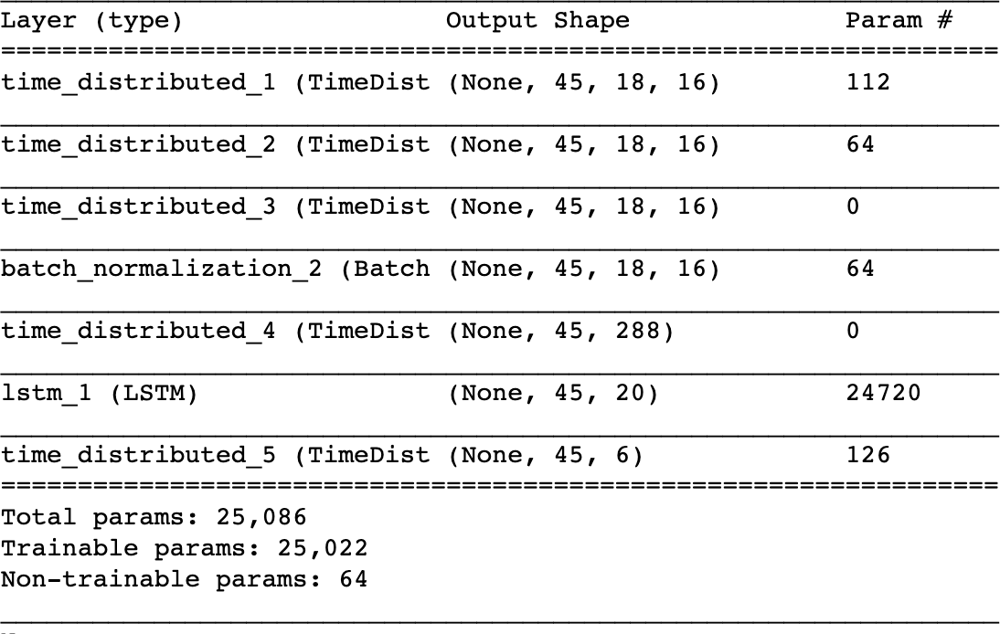 Layer (type)                 Output Shape              Param #
=================================================================
time_distributed_1 (TimeDist (None, 45, 18, 16)        112
_________________________________________________________________
time_distributed_2 (TimeDist (None, 45, 18, 16)        64
_________________________________________________________________
time_distributed_3 (TimeDist (None, 45, 18, 16)        0
_________________________________________________________________
batch_normalization_2 (Batch (None, 45, 18, 16)        64
_________________________________________________________________
time_distributed_4 (TimeDist (None, 45, 288)           0
_________________________________________________________________
lstm_1 (LSTM)                (None, 45, 20)            24720
_________________________________________________________________
time_distributed_5 (TimeDist (None, 45, 6)             126
=================================================================
Total params: 25,086
Trainable params: 25,022
Non-trainable params: 64
_________________________________________________________________